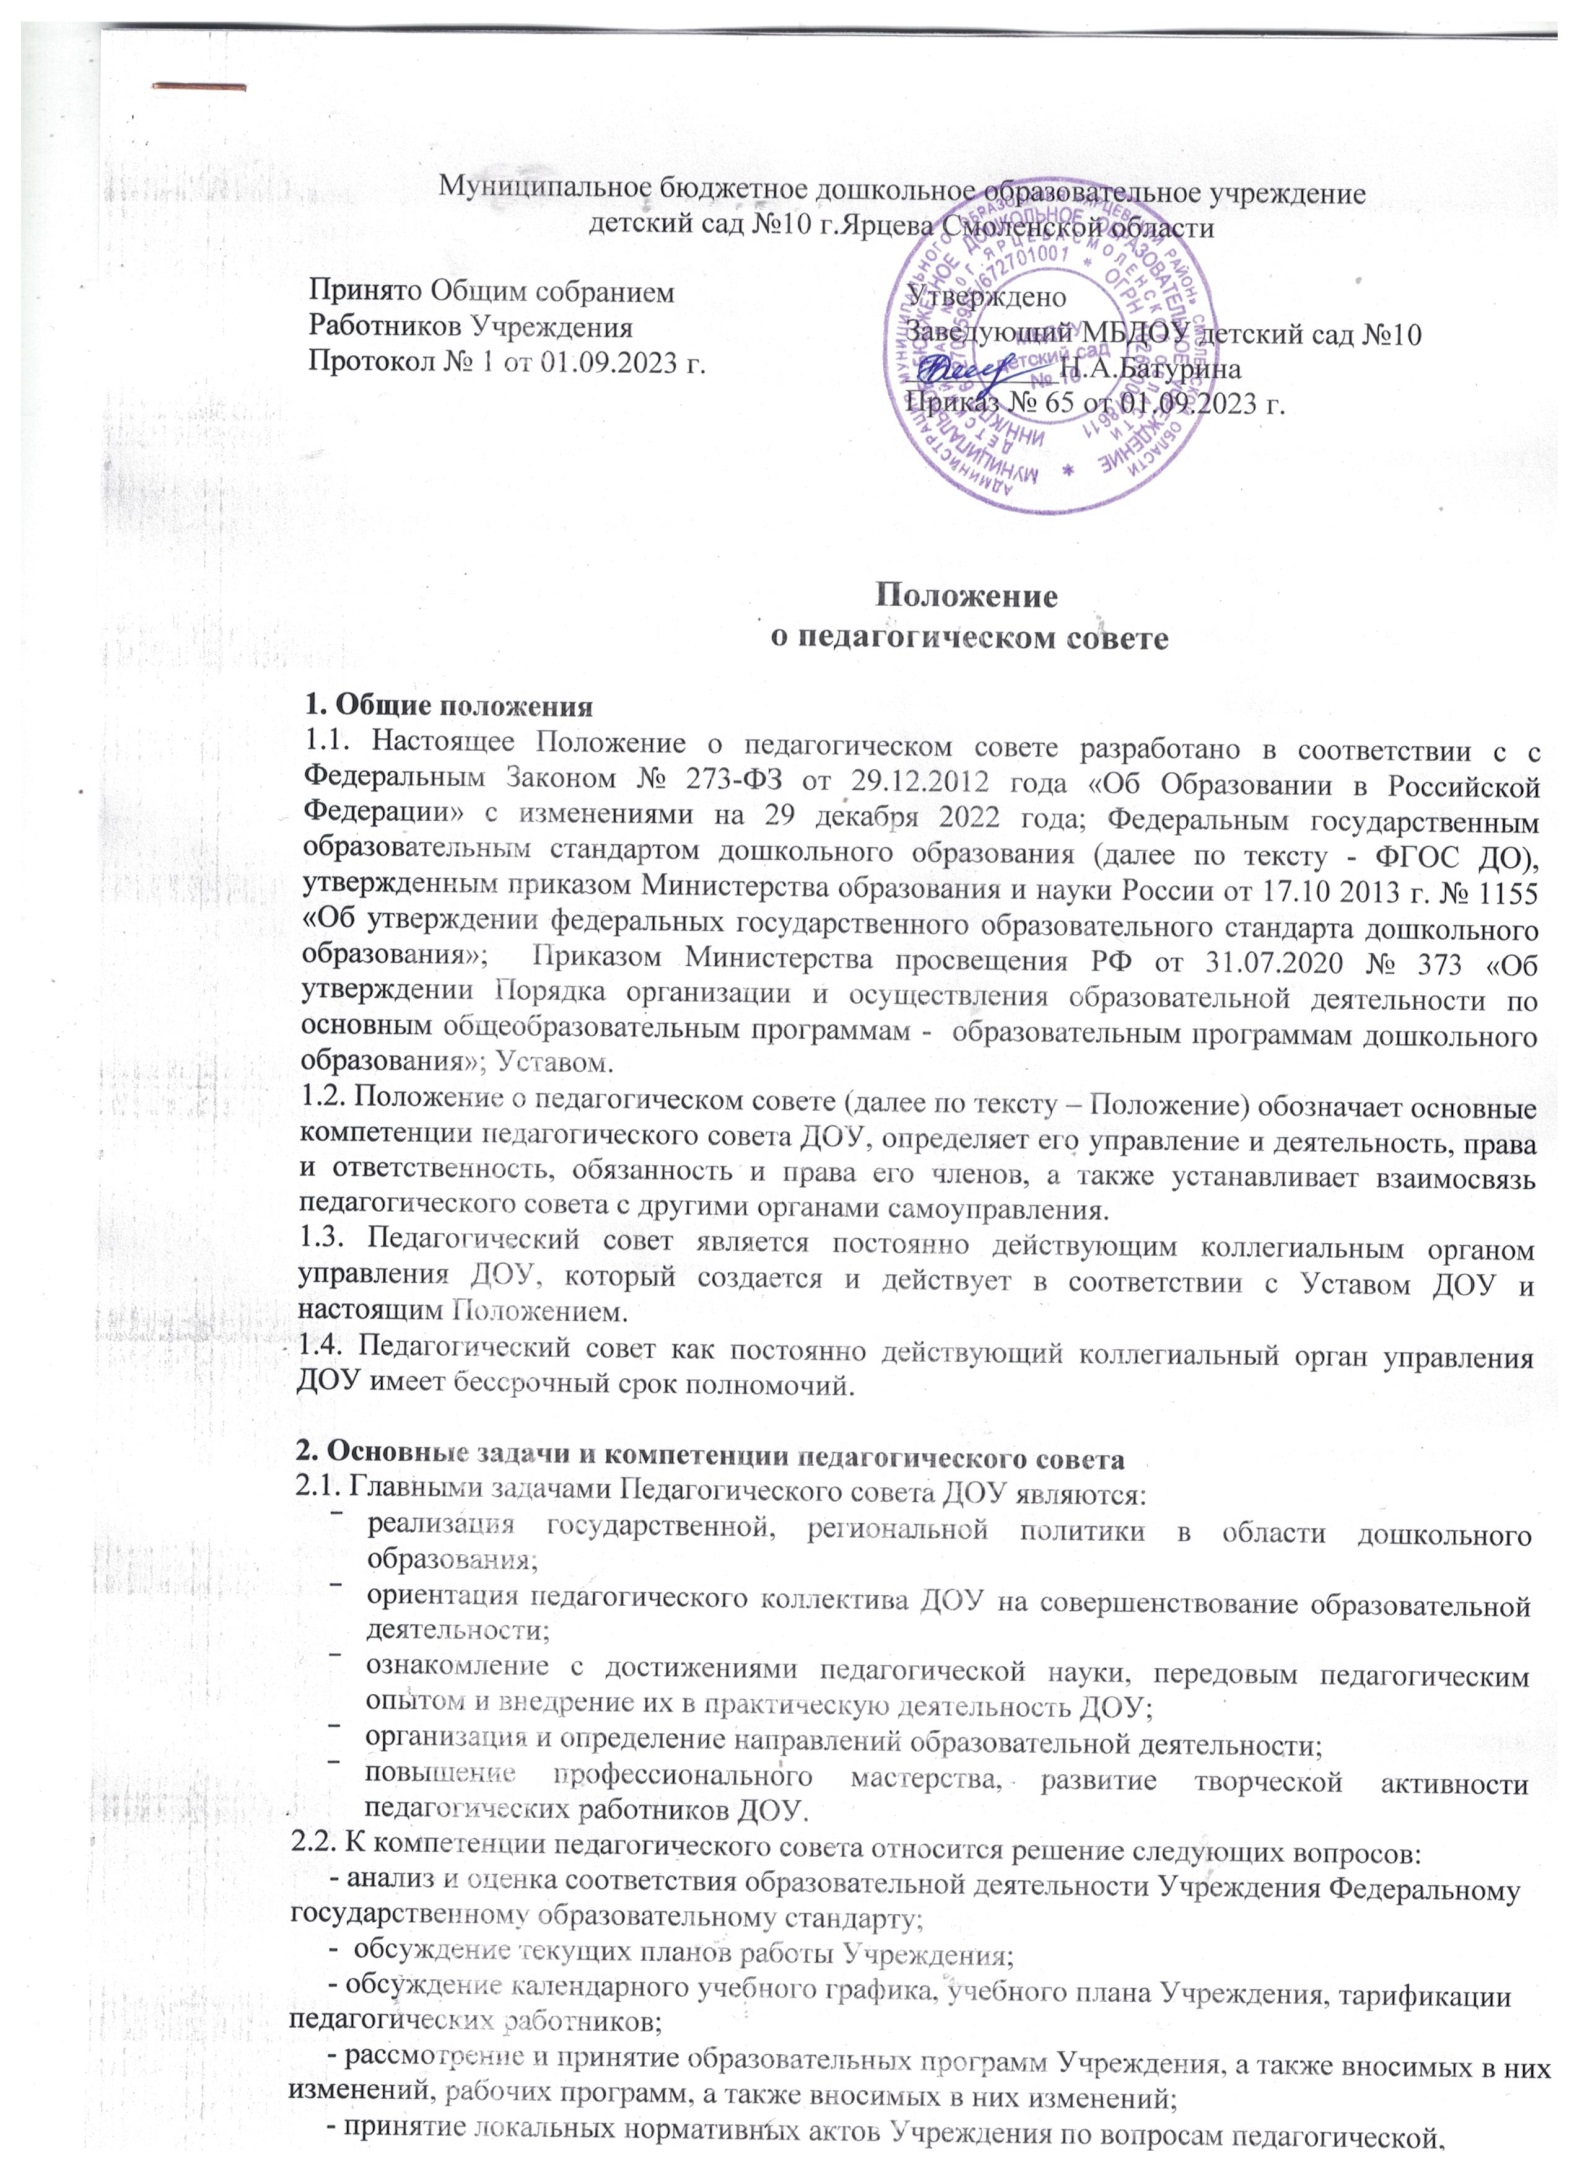 Муниципальное бюджетное дошкольное образовательное учреждение
детский сад №10 г.Ярцева Смоленской области
Принято Общим собранием
Работников Учреждения
Протокол № 1 от 01.09.2023 г.
Утверждено
Заведующий МБДОУ детский сад №10
Н.А.Батурина
Приказ № 65 от 01.09.2023 г.
детский сад
№ 10
Положение
о педагогическом совете
1. Общие положения
1.1. Настоящее Положение о педагогическом совете разработано в соответствии с с
Федеральным Законом № 273-ФЗ от 29.12.2012 года «Об Образовании в Российской
Федерации» с изменениями на 29 декабря 2022 года; Федеральным государственным
образовательным стандартом дошкольного образования (далее по тексту - ФГОС ДО),
утвержденным приказом Министерства образования и науки России от 17.10 2013 г. № 1155
«Об утверждении федеральных государственного образовательного стандарта дошкольного
образования»; Приказом Министерства просвещения РФ от 31.07.2020 № 373 «Об
утверждении Порядка организации и осуществления образовательной деятельности по
основным общеобразовательным программам - образовательным программам дошкольного
образования»; Уставом.
1.2. Положение о педагогическом совете (далее по тексту – Положение) обозначает основные
компетенции педагогического совета ДОУ, определяет его управление и деятельность, права
и ответственность, обязанность и права его членов, а также устанавливает взаимосвязь
педагогического совета с другими органами самоуправления.
1.3. Педагогический совет является постоянно действующим коллегиальным органом
управления ДОУ, который создается и действует в соответствии с Уставом ДОУ и
настоящим Положением.
1.4. Педагогический совет как постоянно действующий коллегиальный орган управления
ДОУ имеет бессрочный срок полномочий.
2. Основные задачи и компетенции педагогического совета
2.1. Главными задачами Педагогического совета ДОУ являются:
- реализация государственной, региональной политики в области дошкольного
образования;
- ориентация педагогического коллектива ДОУ на совершенствование образовательной
деятельности;
- ознакомление с достижениями педагогической науки, передовым педагогическим
опытом и внедрение их в практическую деятельность ДОУ;
- организация и определение направлений образовательной деятельности;
- повышение профессионального мастерства, развитие творческой активности
педагогических работников ДОУ.
2.2. К компетенции педагогического совета относится решение следующих вопросов:
- анализ и оценка соответствия образовательной деятельности Учреждения Федеральному
государственному образовательному стандарту;
- обсуждение текущих планов работы Учреждения;
- обсуждение календарного учебного графика, учебного плана Учреждения, тарификации
педагогических работников;
- рассмотрение и принятие образовательных программ Учреждения, а также вносимых в них
изменений, рабочих программ, а также вносимых в них изменений;
- принятие локальных нормативных актов Учреждения по вопросам педагогической,